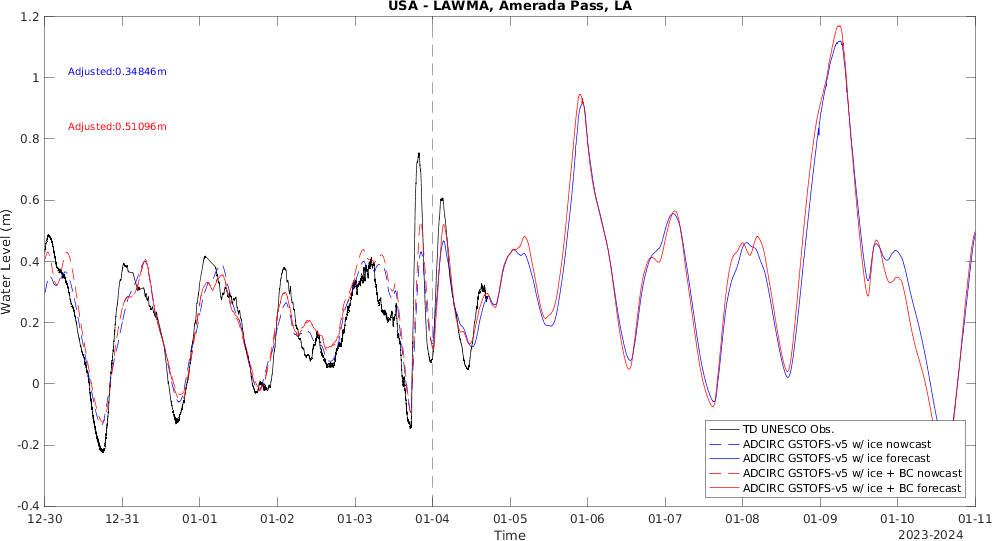 USA - LAWMA, Amerada Pass, LA
1.2
1
0.8
0.6
0.4
0.2
0
-0.2
-0.4
Water Level (m)
Adjusted:0.34846m
Adjusted:0.51096m
TD UNESCO Obs.
ADCIRC GSTOFS-v5 w/ ice nowcast
ADCIRC GSTOFS-v5 w/ ice forecast
ADCIRC GSTOFS-v5 w/ ice + BC nowcast
ADCIRC GSTOFS-v5 w/ ice + BC forecast
12-30 12-31 01-01 01-02 01-03 01-04 01-05 01-06 01-07 01-08 01-09 01-10 01-11
Time
2023-2024